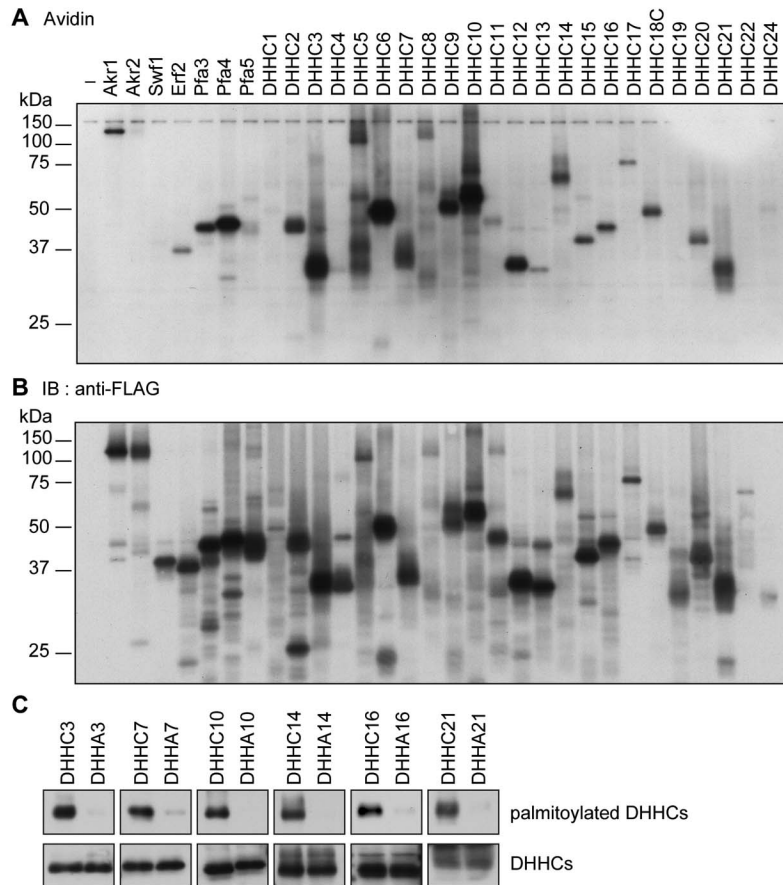 A Avidin
– Akr1 Akr2 Swf1 Erf2 Pfa3 Pfa4 Pfa5 DHHC1 DHHC2 DHHC3 DHHC4 DHHC5 DHHC6 DHHC7 DHHC8 DHHC9 DHHC10 DHHC11 DHHC12 DHHC13 DHHC14 DHHC15 DHHC16 DHHC17 DHHC18C DHHC19 DHHC20 DHHC21 DHHC22 DHHC24
kDa
150
100
75
50
37
25
B IB : anti-FLAG
kDa
150
100
75
50
37
25
C
DHHC3 DHHA3 DHHC7 DHHA7 DHHC10 DHHA10 DHHC14 DHHA14 DHHC16 DHHA16 DHHC21 DHHA21
palmitoylated DHHCs
DHHCs